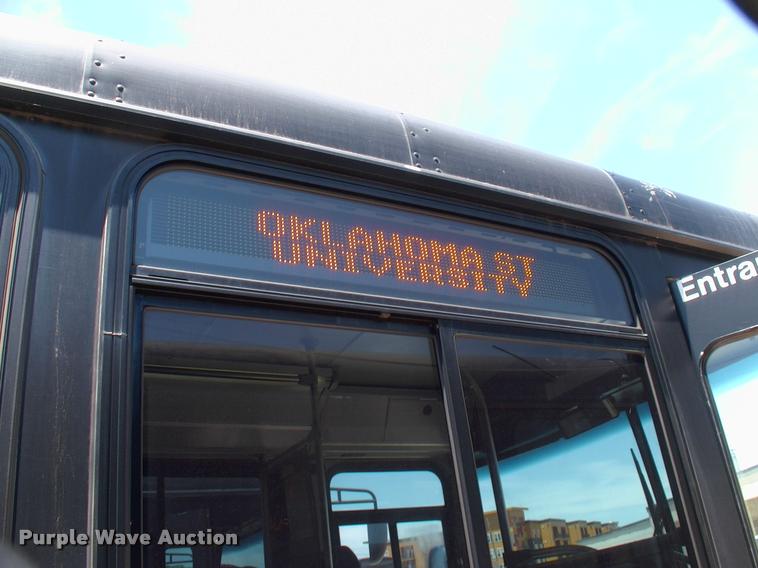 OKLAHOMA ST
UNIVERSITY
Entra
Purple Wave Auction